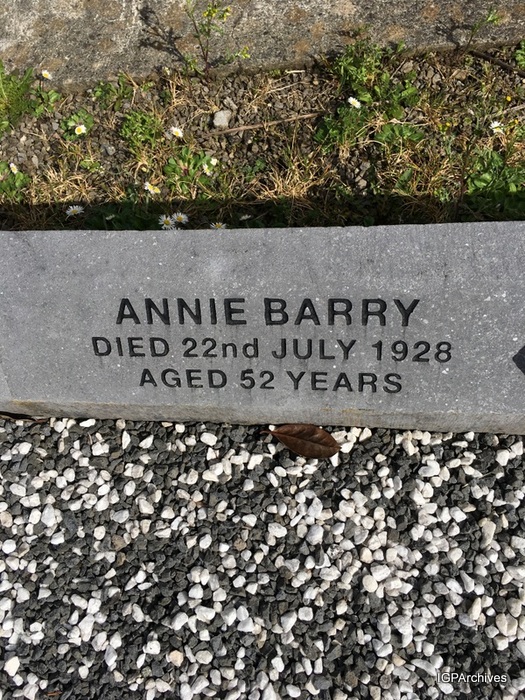 ANNIE BARRY
DIED 22nd JULY 1928
AGED 52 YEARS
IGPArchives